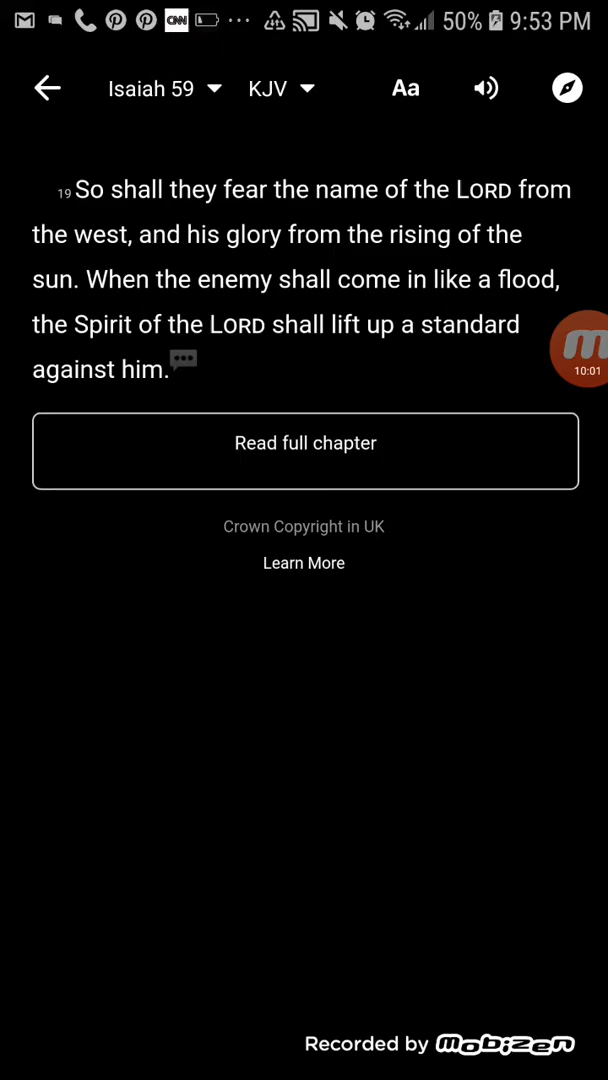 CNN ... 50% 9:53 PM
Isaiah 59 KJV Aa
19 So shall they fear the name of the LORD from
the west, and his glory from the rising of the
sun. When the enemy shall come in like a flood,
the Spirit of the LORD shall lift up a standard
against him.
10:01
Read full chapter
Crown Copyright in UK
Learn More
Recorded by mobizen